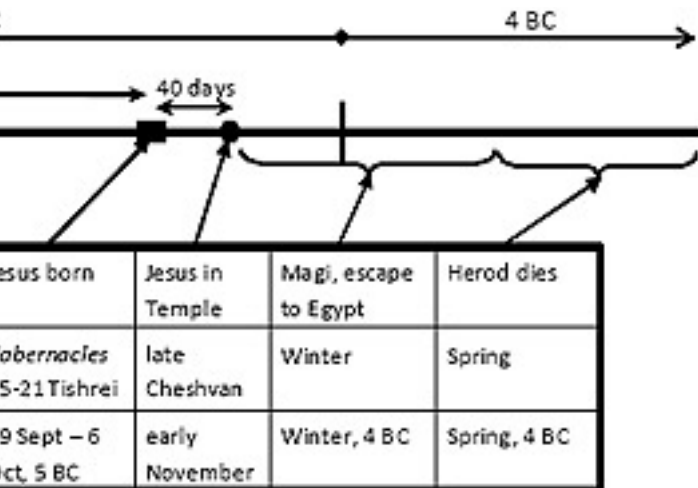 4 BC
40 days
esus born
Jesus in
Temple
Magi, escape
to Egypt
Herod dies
abernacles
5-21 Tishrei
late
Cheshvan
Winter
Spring
9 Sept – 6
ct, 5 BC
early
November
Winter, 4 BC
Spring, 4 BC